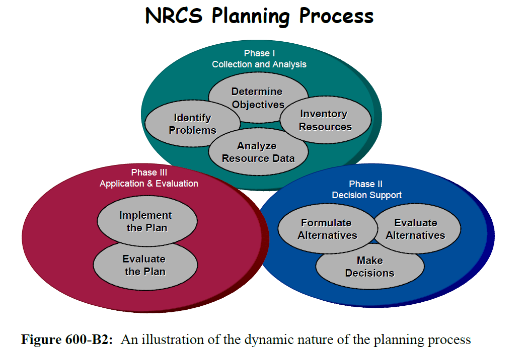 NRCS Planning Process
Phase I
Collection and Analysis
Determine
Objectives
Identify
Problems
Inventory
Resources
Analyze
Resource Data
Phase III
Application & Evaluation
Implement
the Plan
Evaluate
the Plan
Phase II
Decision Support
Formulate
Alternatives
Evaluate
Alternatives
Make
Decisions
Figure 600-B2: An illustration of the dynamic nature of the planning process